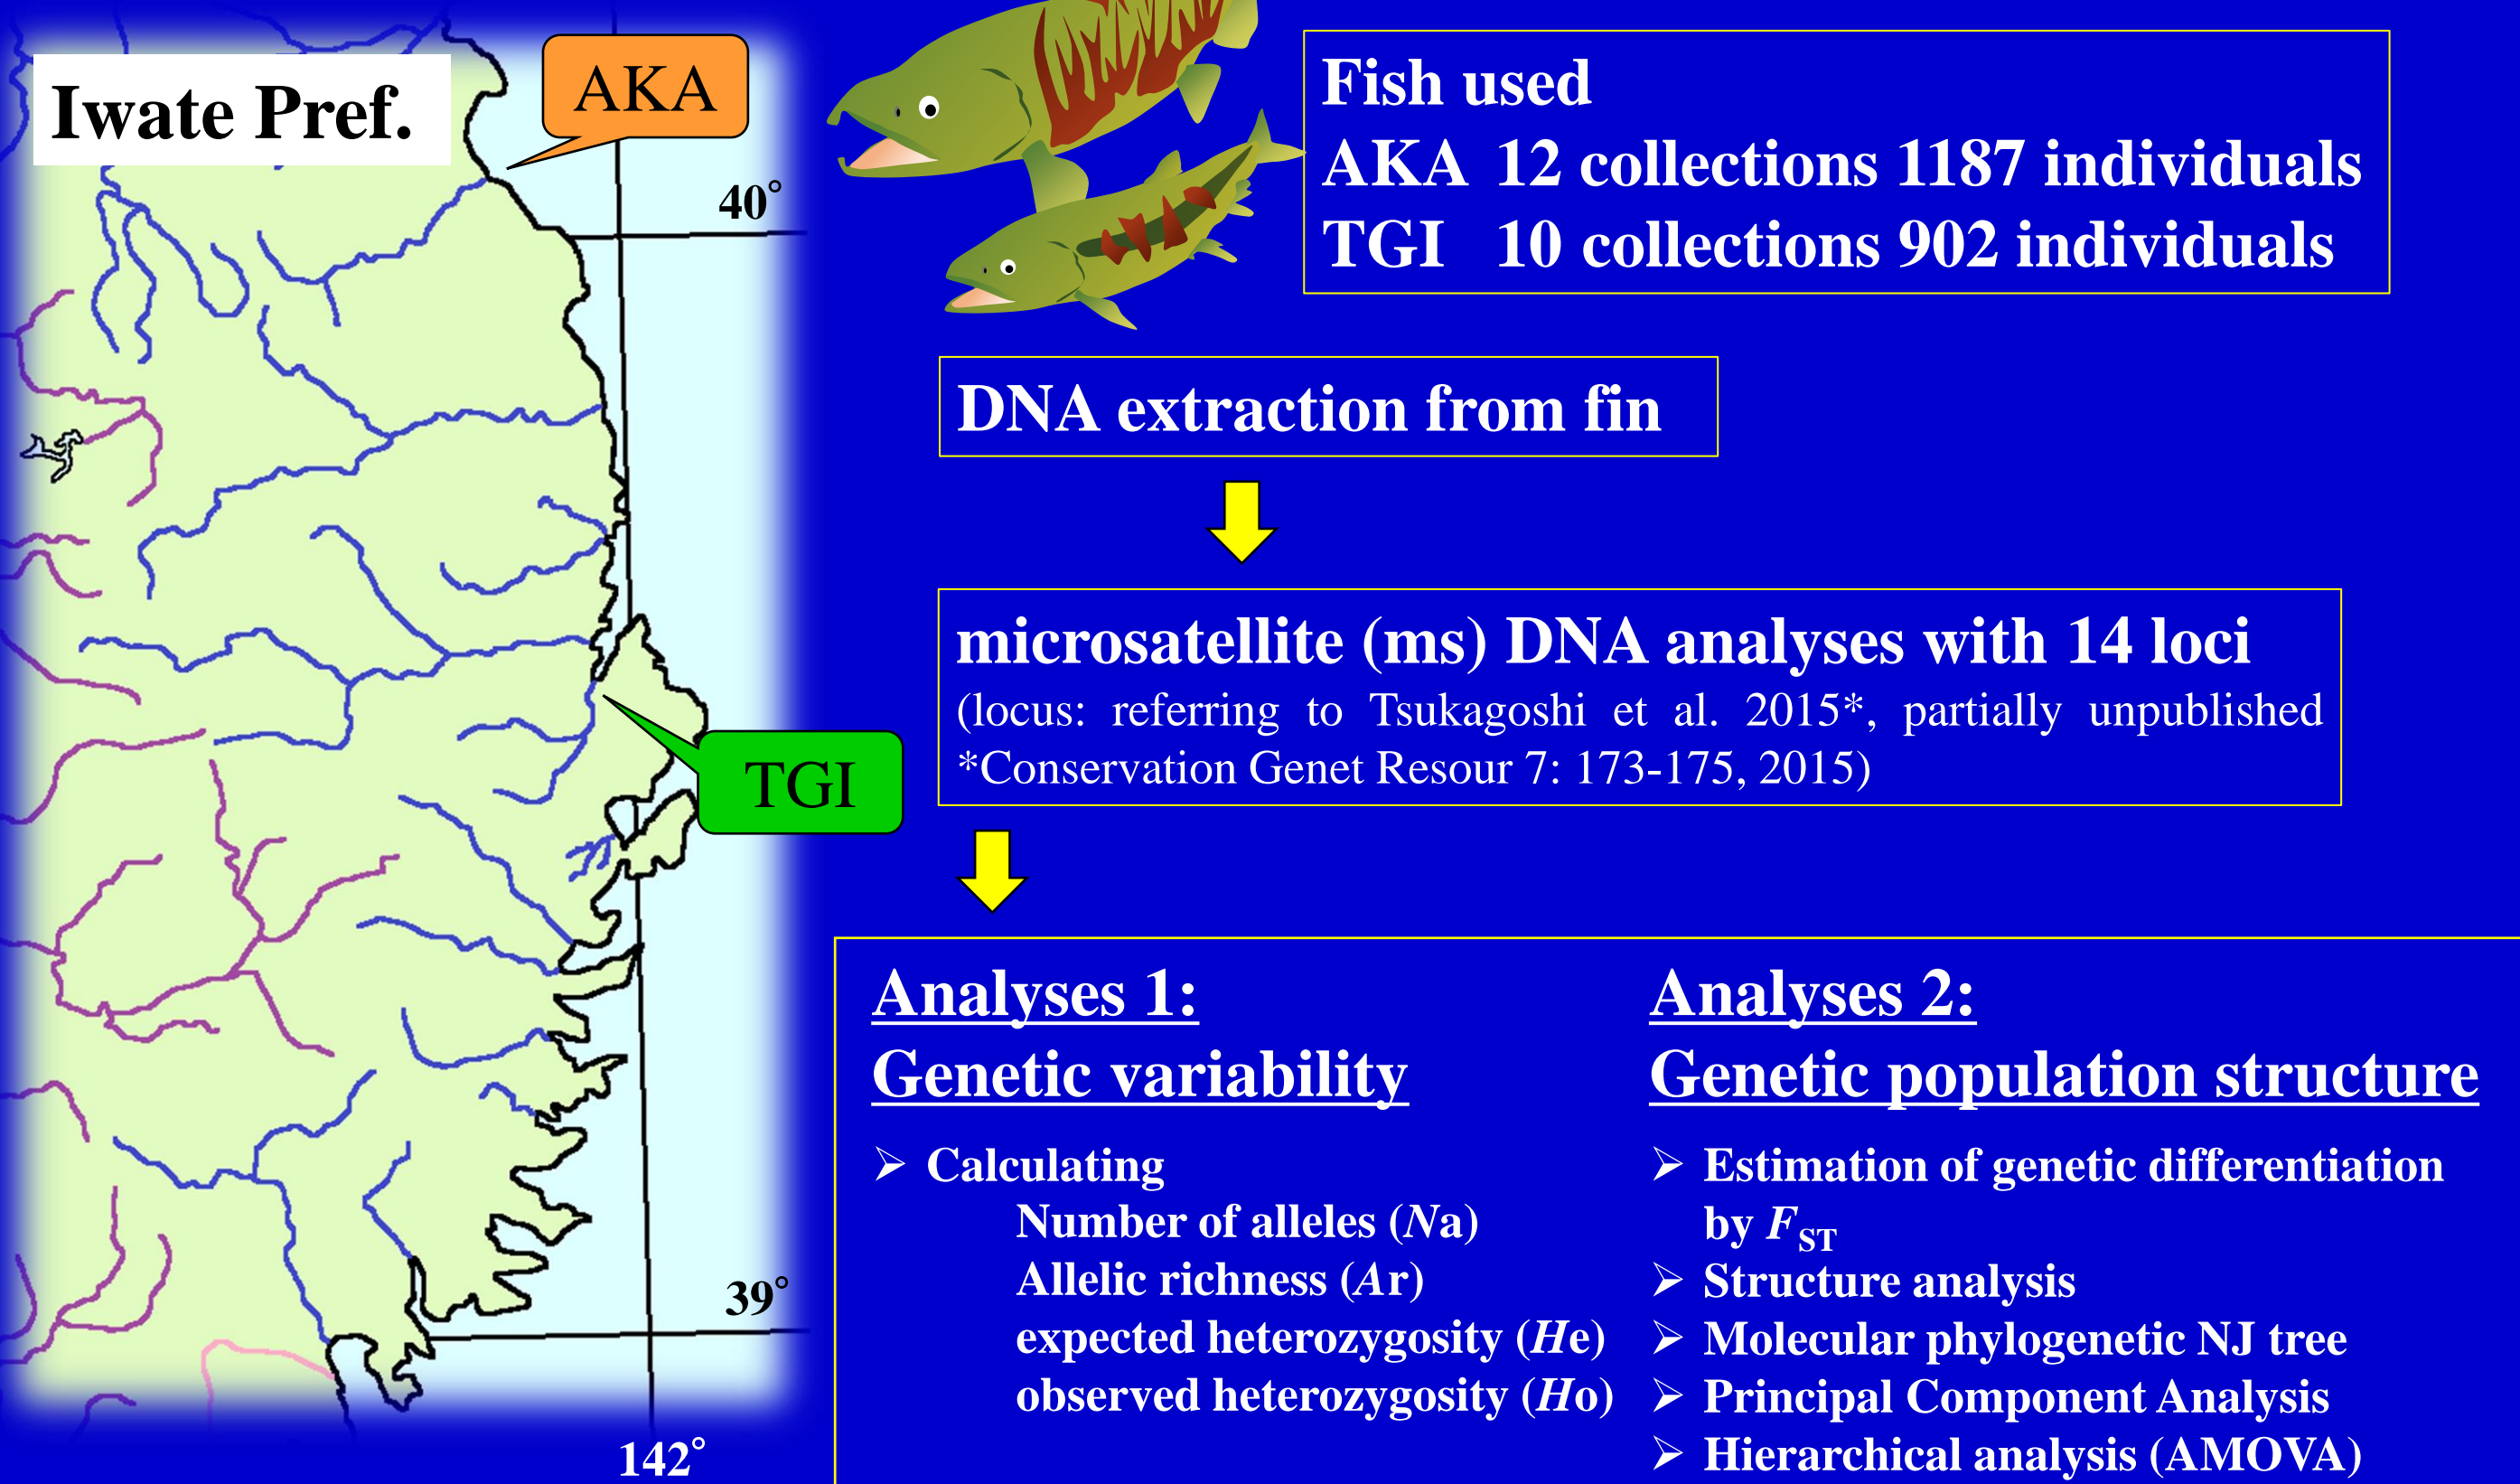 Iwate Pref.
AKA
40°
TGI
39°
142°
Fish used
AKA 12 collections 1187 individuals
TGI 10 collections 902 individuals
DNA extraction from fin
microsatellite (ms) DNA analyses with 14 loci
(locus: referring to Tsukagoshi et al. 2015*, partially unpublished
*Conservation Genet Resour 7: 173-175, 2015)
Analyses 1:
Genetic variability
➢ Calculating
Number of alleles (Na)
Allelic richness (Ar)
expected heterozygosity (He)
observed heterozygosity (Ho)
Analyses 2:
Genetic population structure
➢ Estimation of genetic differentiation
by FST
➢ Structure analysis
➢ Molecular phylogenetic NJ tree
➢ Principal Component Analysis
➢ Hierarchical analysis (AMOVA)